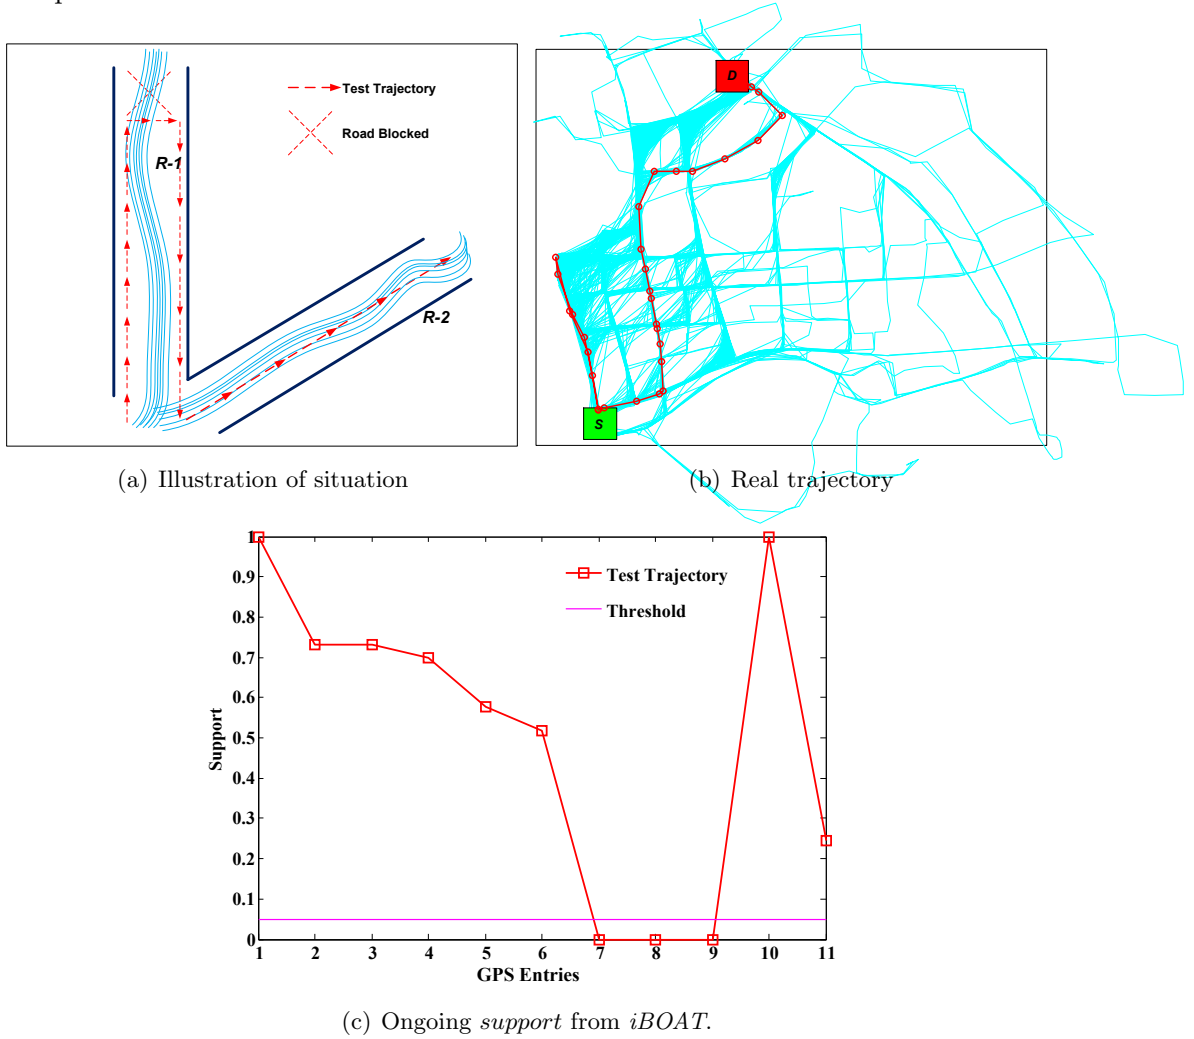 Test Trajectory
Road Blocked
R-1
R-2
(a) Illustration of situation
D
S
(b) Real trajectory
1
0.9
0.8
0.7
0.6
0.5
0.4
0.3
0.2
0.1
0
Support
Test Trajectory
Threshold
1 2 3 4 5 6 7 8 9 10 11
GPS Entries
(c) Ongoing support from iBOAT.